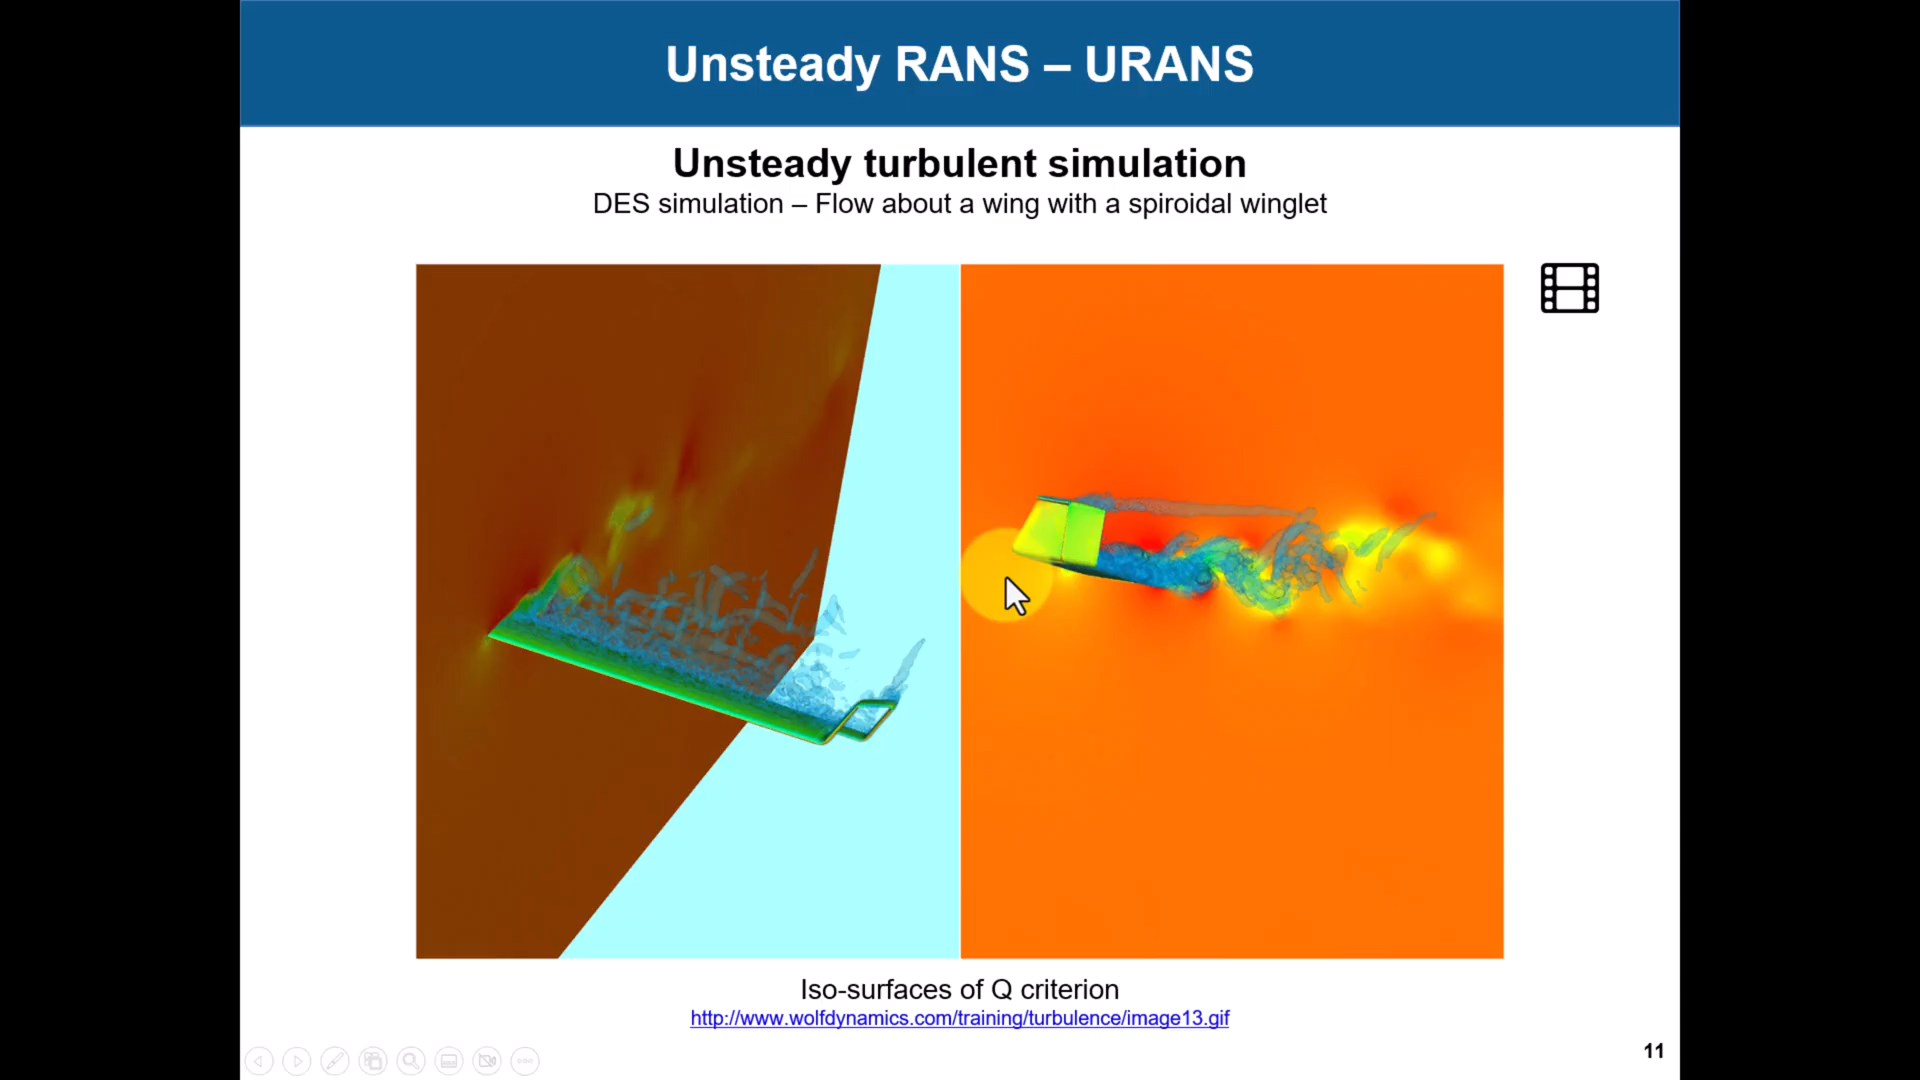 Unsteady RANS – URANS
Unsteady turbulent simulation
DES simulation – Flow about a wing with a spiroidal winglet
Iso-surfaces of Q criterion
http://www.wolfdynamics.com/training/turbulence/image13.gif
11